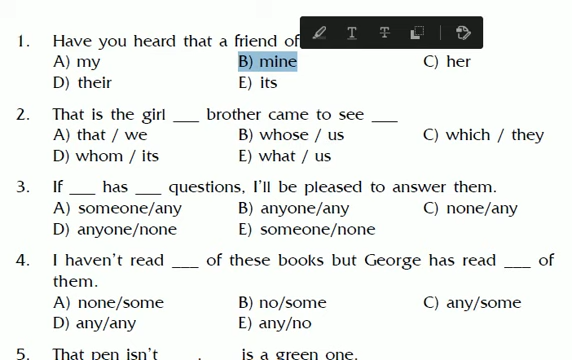 1. Have you heard that a friend of
A) my B) mine C) her
D) their E) its
2. That is the girl ___ brother came to see ___
A) that / we B) whose / us C) which / they
D) whom / its E) what / us
3. If ___ has ___ questions, I'll be pleased to answer them.
A) someone/any B) anyone/any C) none/any
D) anyone/none E) someone/none
4. I haven't read ___ of these books but George has read ___ of
them.
A) none/some B) no/some C) any/some
D) any/any E) any/no
5. That pen isn't ___. ___ is a green one.